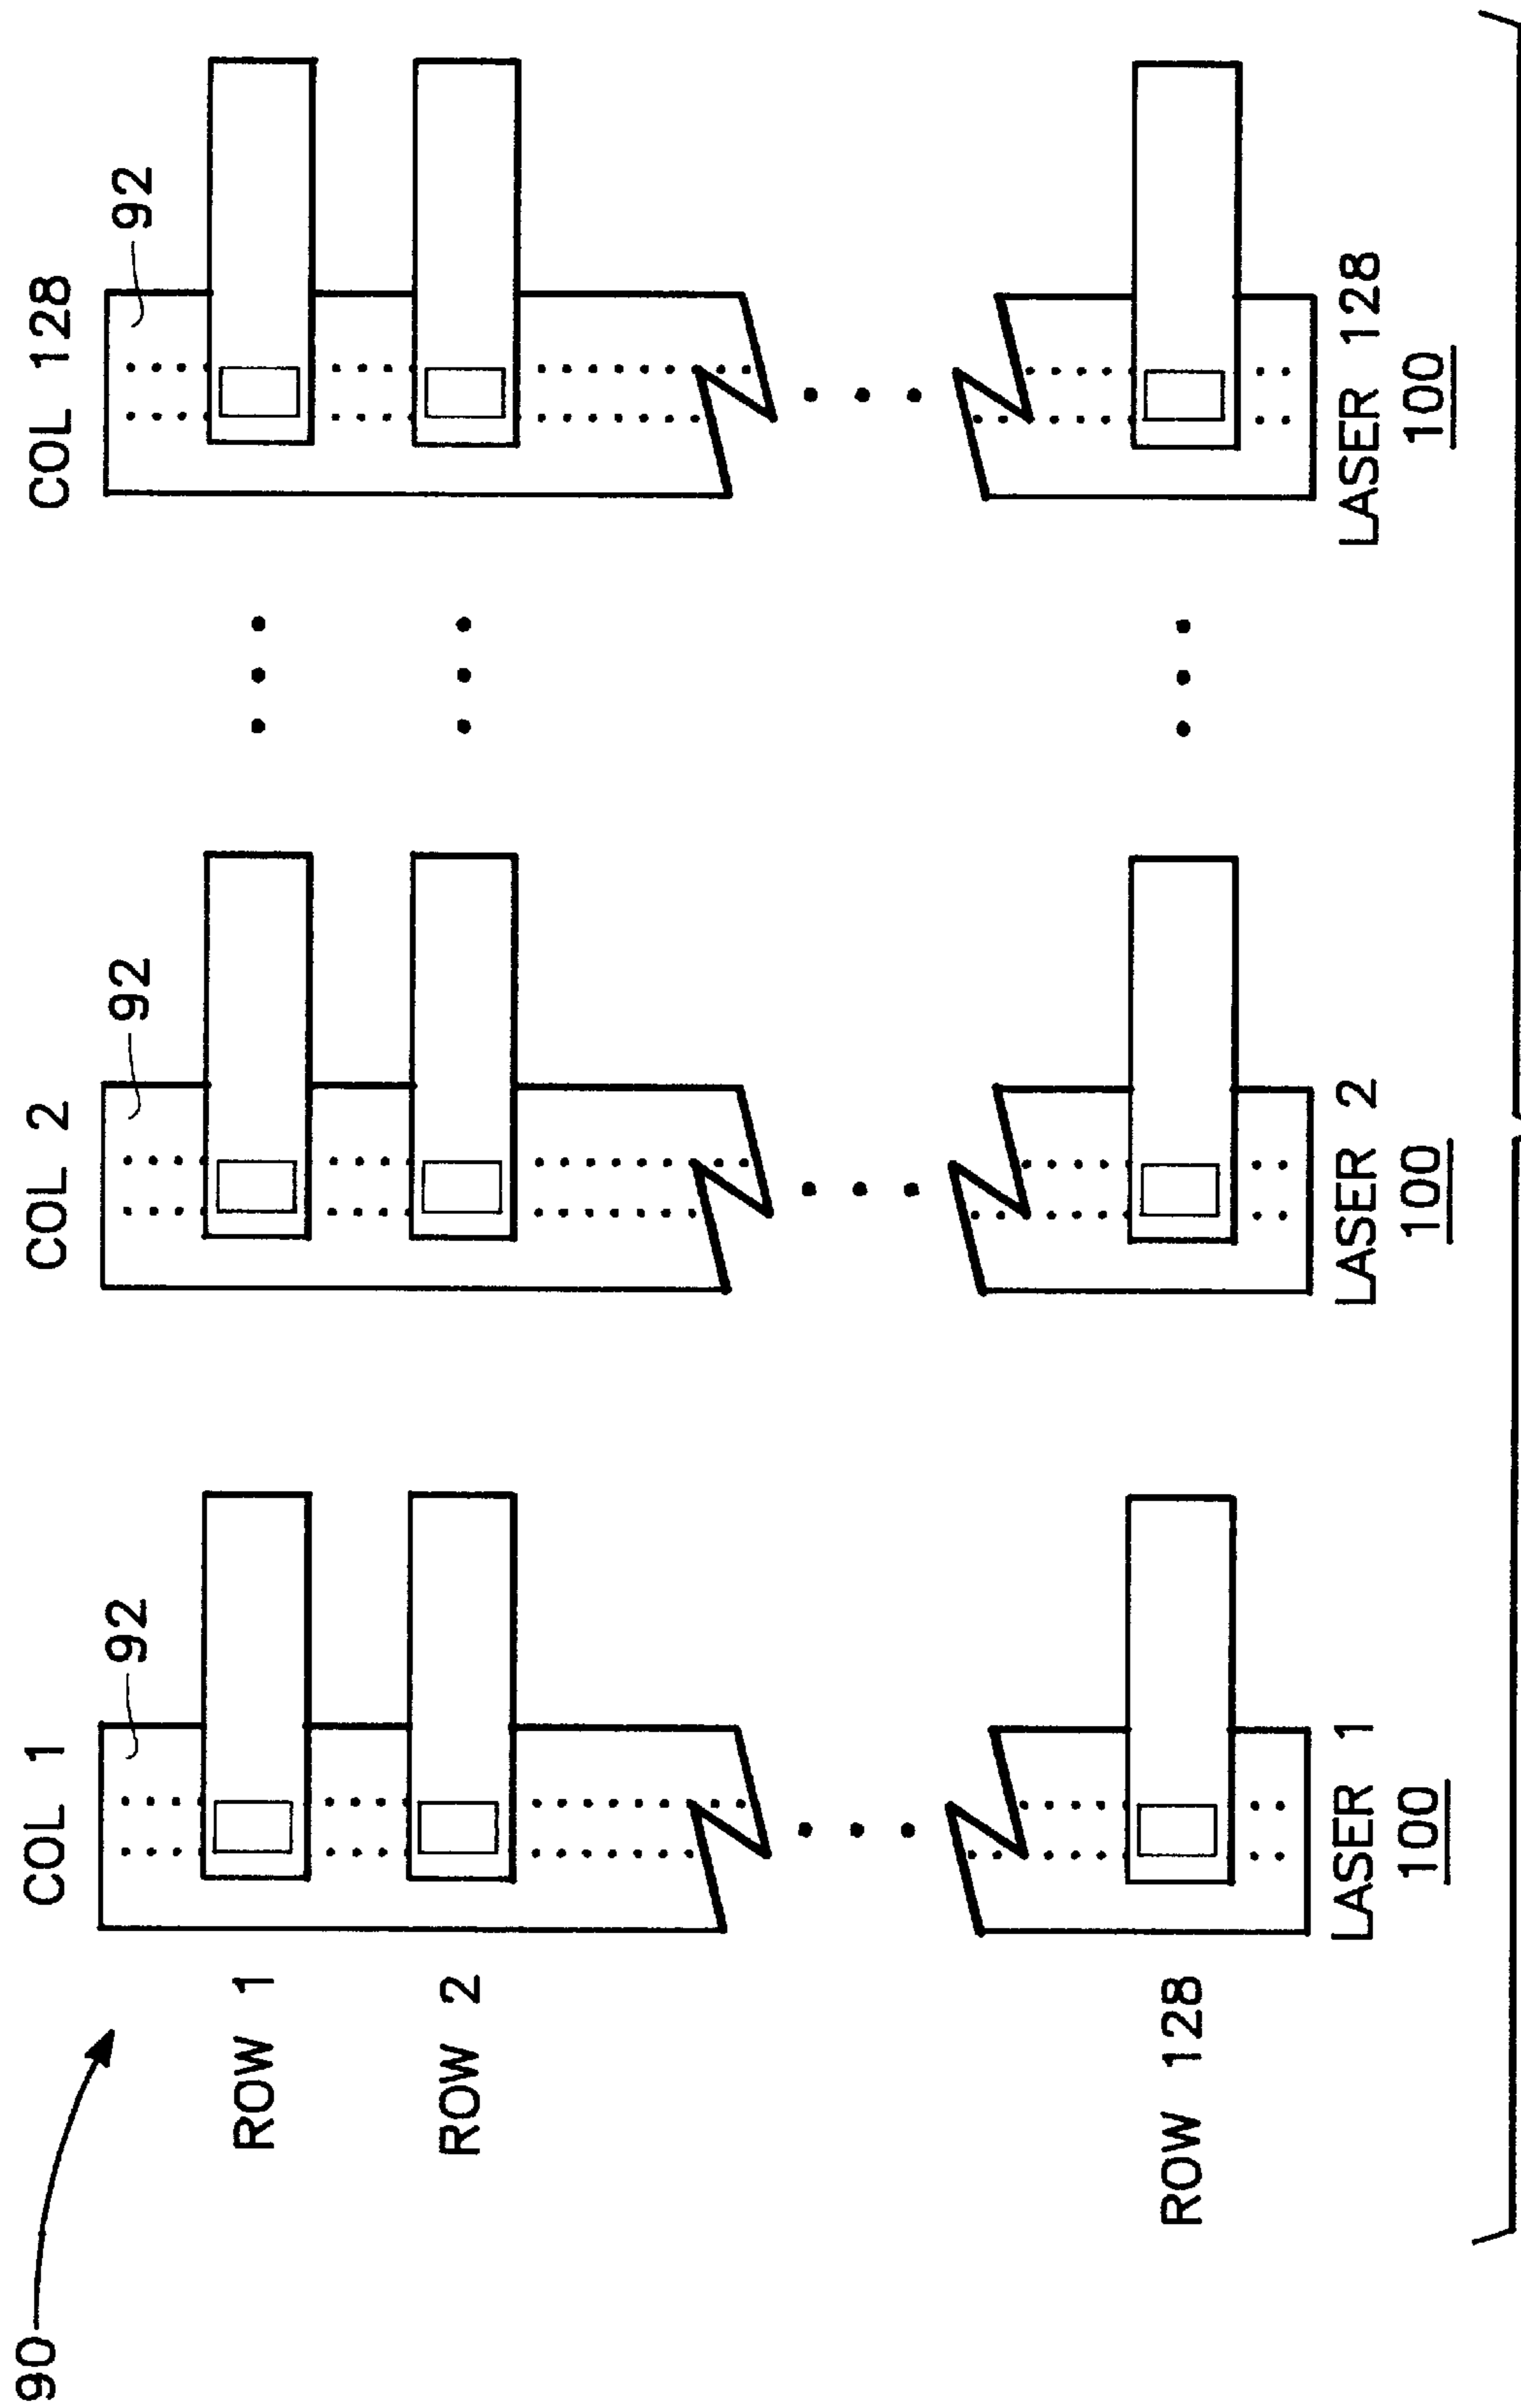 90
COL 1
COL 2
COL 128
92
92
92
ROW 1
ROW 2
ROW 128
LASER 1
LASER 2
LASER 128
100
100
100